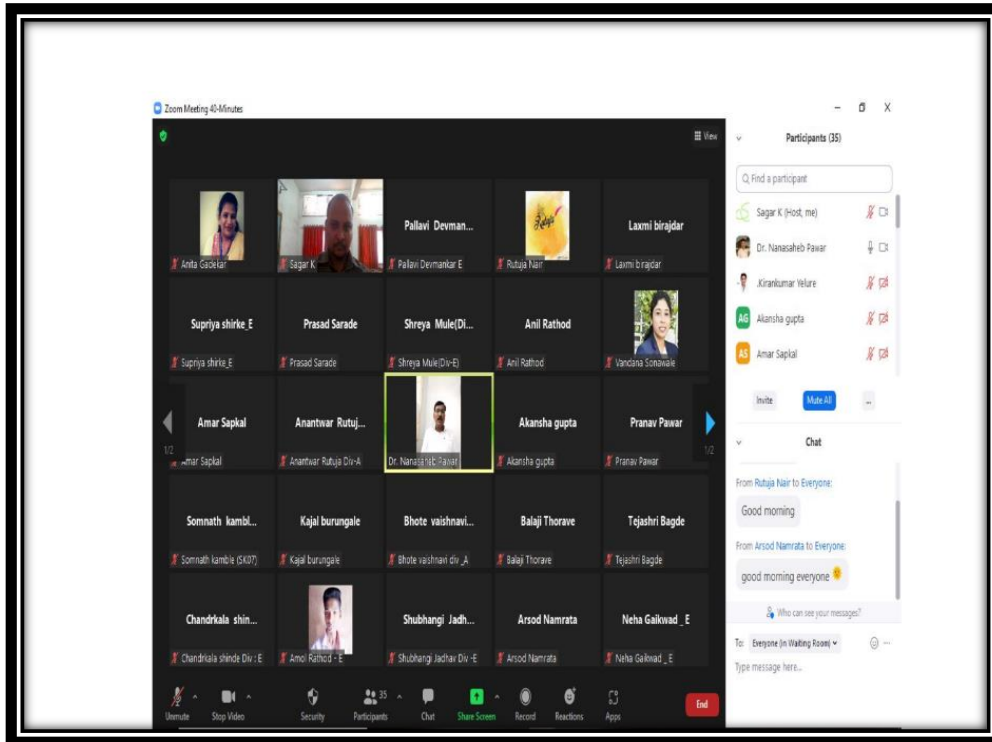 Zoom Meeting 40-Minutes
View
Anita Gadekar
Sagar K
Pallavi Devman...
Pallavi Devmankar E
Rutuja
Rutuja Nair
Laxmi birajdar
Laxmi birajdar
Supriya shirke_E
Supriya shirke_E
Prasad Sarade
Prasad Sarade
Shreya Mule(Di...
Shreya Mule(Div-E)
Anil Rathod
Anil Rathod
Vandana Sonawale
Amar Sapkal
Amar Sapkal
Anantwar Rutuj...
Anantwar Rutuja Div-A
Dr. Nanasaheb Pawar
Akansha gupta
Akansha gupta
Pranav Pawar
Pranav Pawar
1/2
1/2
Somnath kambl...
Somnath kamble (SK07)
Kajal burungale
Kajal burungale
Bhote vaishnavi...
Bhote vaishnavi div _A
Balaji Thorave
Balaji Thorave
Tejashri Bagde
Tejashri Bagde
Chandrkala shin...
Chandrkala shinde Div : E
Amol Rathod - E
Shubhangi Jadh...
Shubhangi Jadhav Div -E
Arsod Namrata
Arsod Namrata
Neha Gaikwad _ E
Neha Gaikwad _ E
Unmute
Stop Video
Security
35
Participants
Chat
Share Screen
Record
Reactions
Apps
End
Participants (35)
Find a participant
Sagar K (Host, me)
Dr. Nanasaheb Pawar
.Kirankumar Yelure
AG
Akansha gupta
AS
Amar Sapkal
Invite
Mute All
...
Chat
From Rutuja Nair to Everyone:
Good morning
From Arsod Namrata to Everyone:
good morning everyone 🙂
Who can see your messages?
To: Everyone (in Waiting Room)
Type message here...